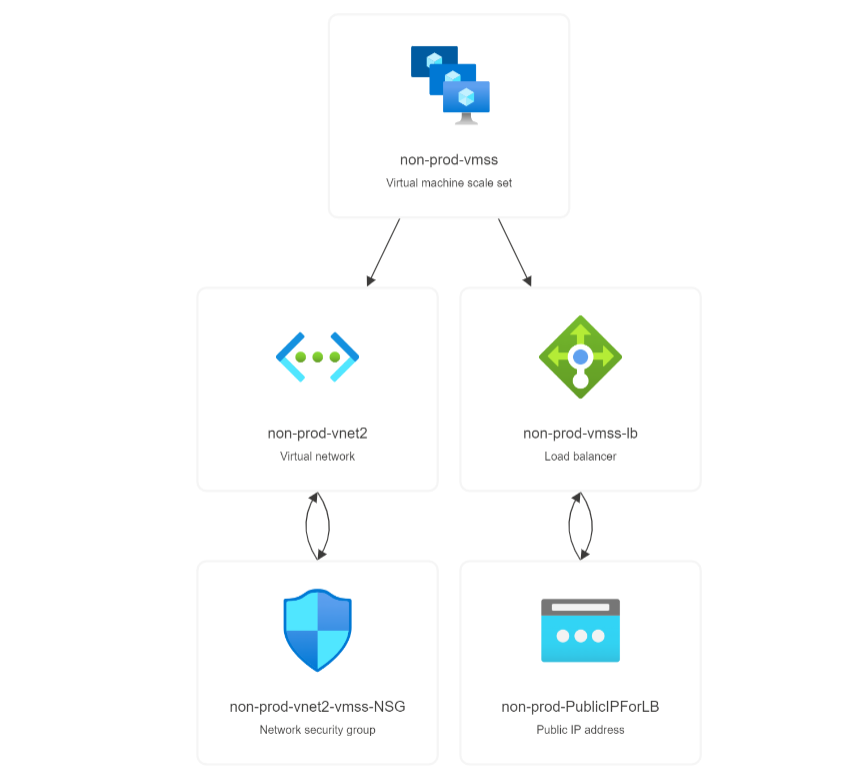 non-prod-vmss
Virtual machine scale set
non-prod-vnet2
Virtual network
non-prod-vmss-lb
Load balancer
non-prod-vnet2-vmss-NSG
Network security group
non-prod-PublicIPForLB
Public IP address